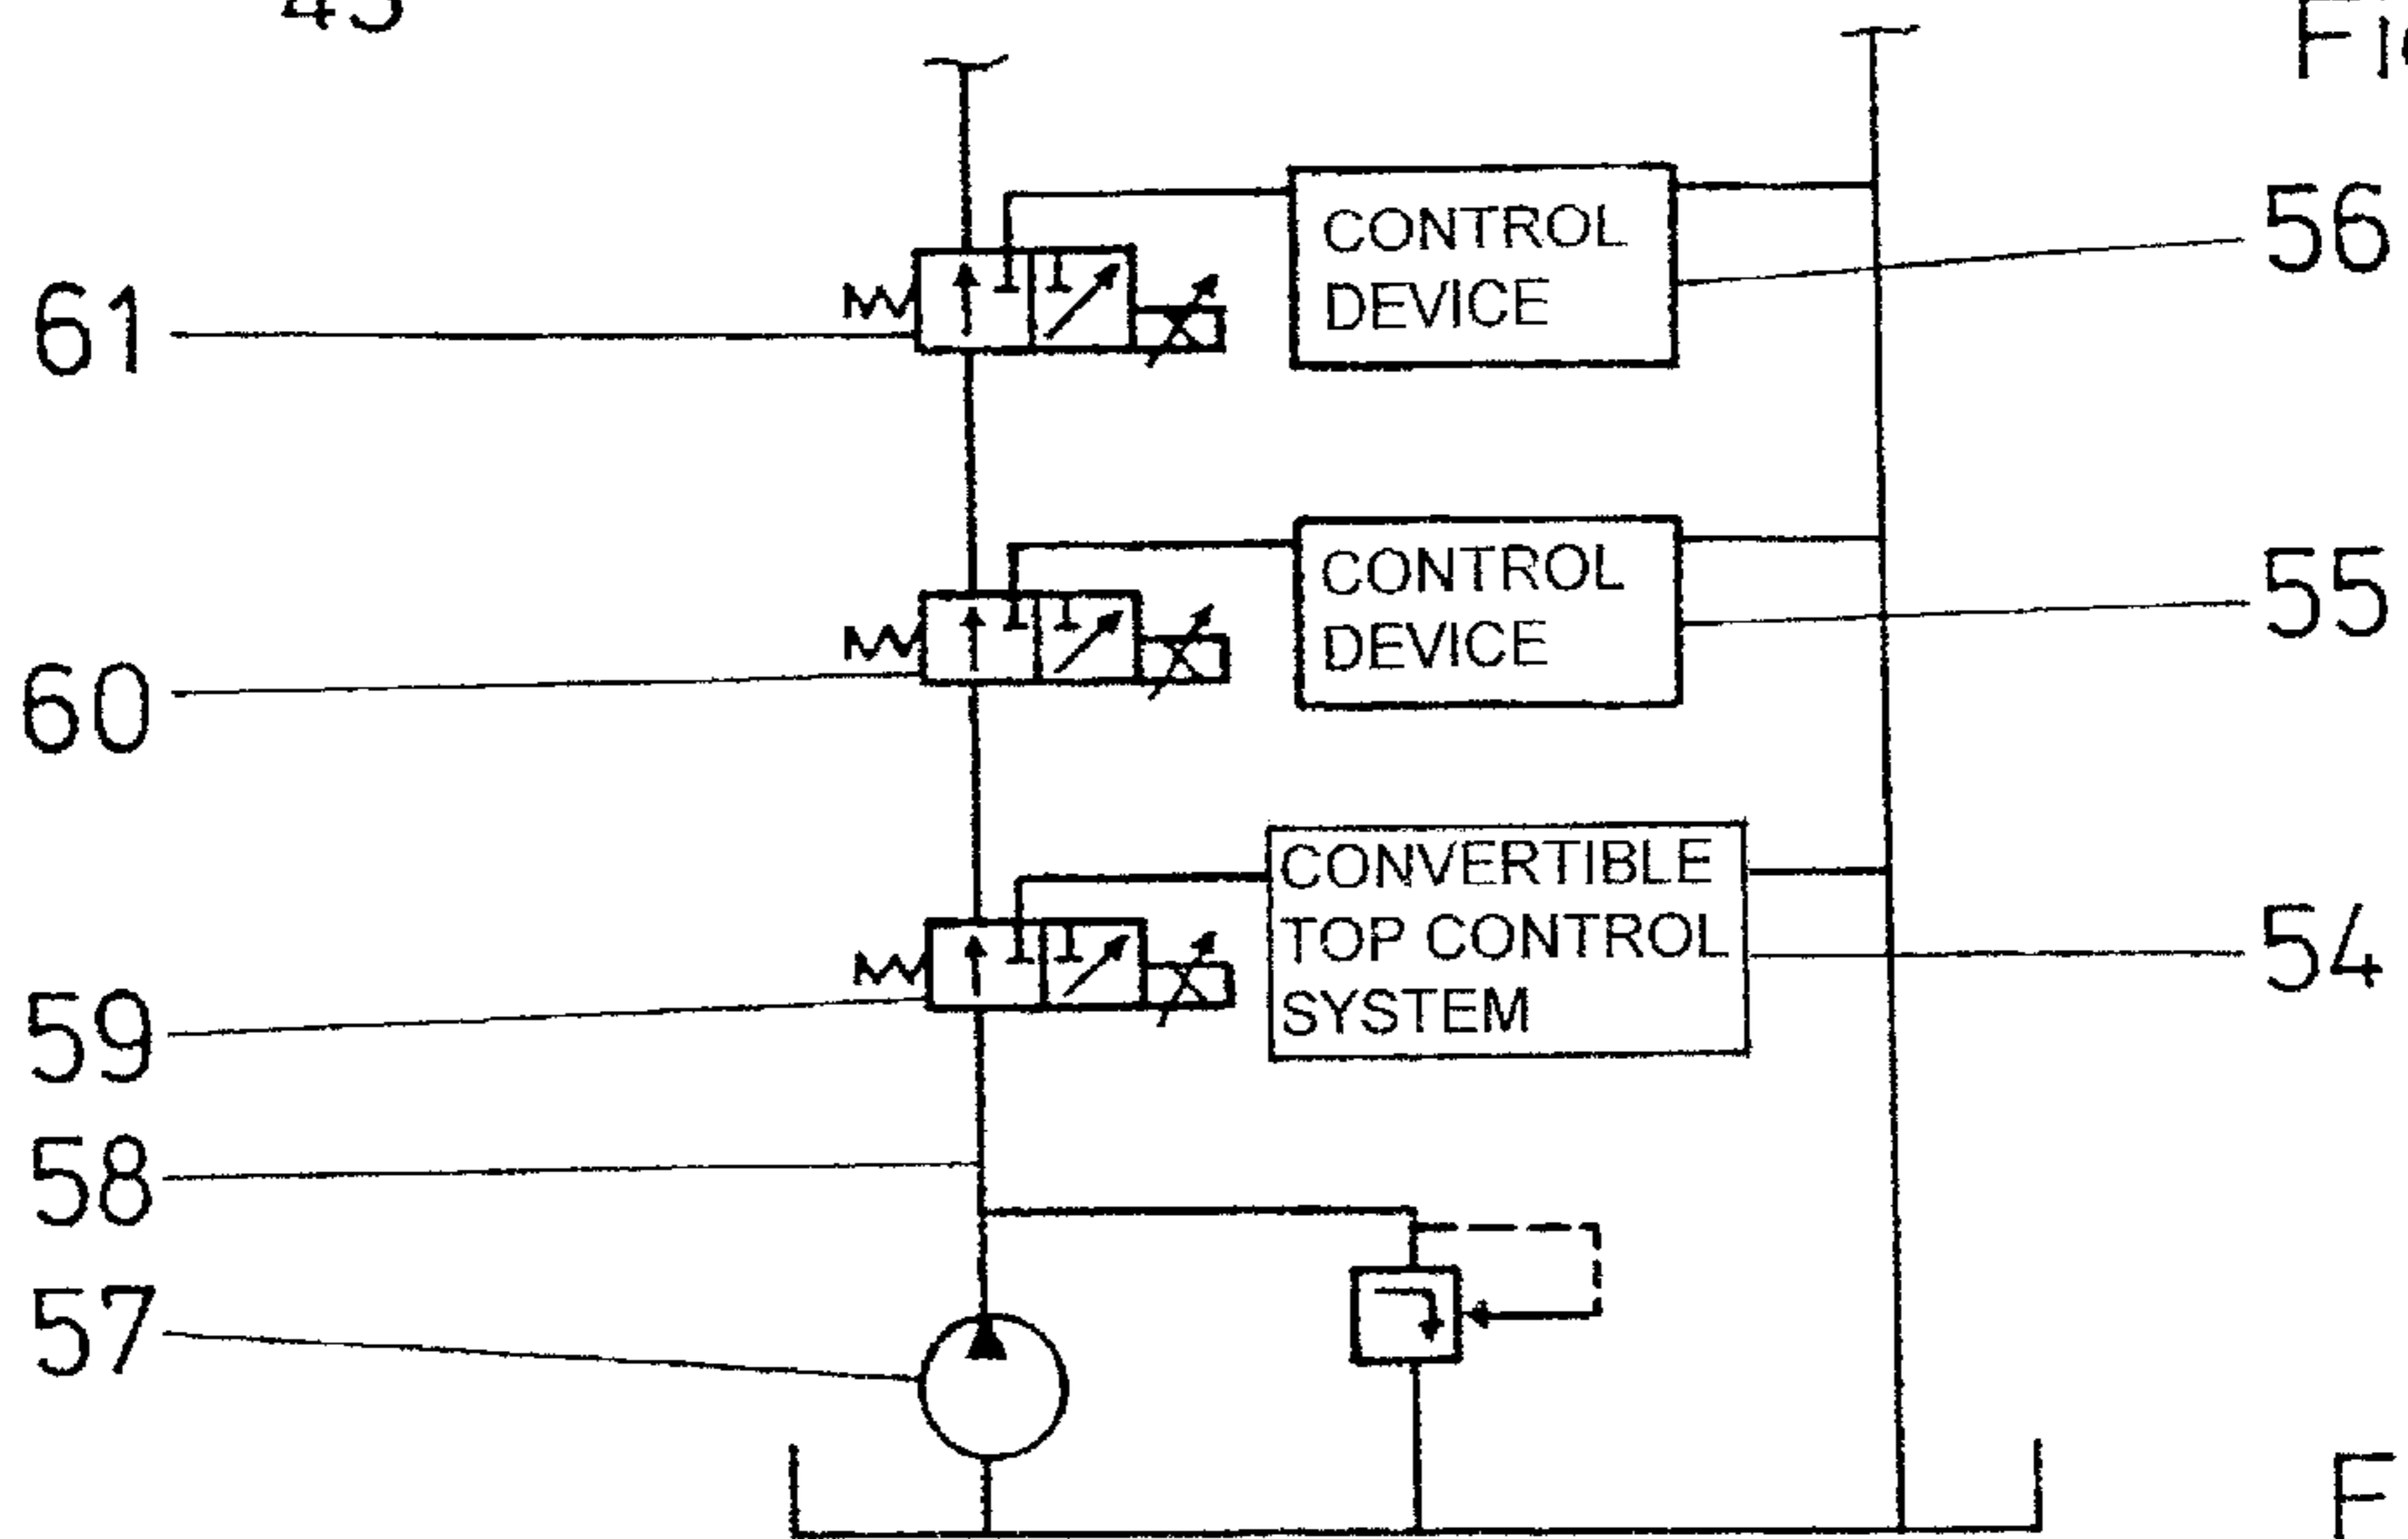 CONTROL
DEVICE
56
61
CONTROL
DEVICE
55
60
CONVERTIBLE
TOP CONTROL
SYSTEM
54
59
58
57